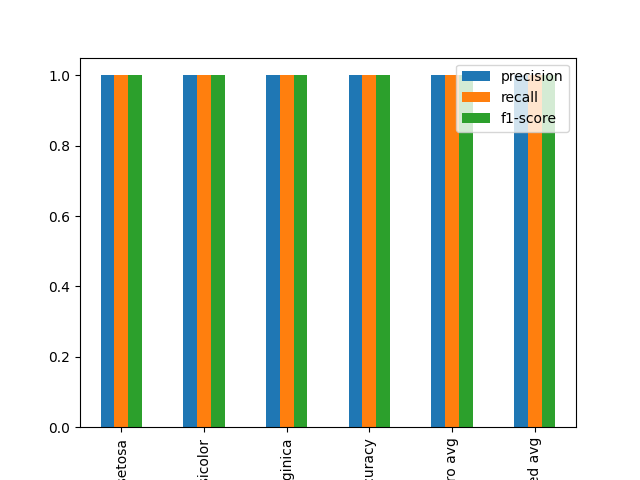 precision
recall
f1-score
1.0
0.8
0.6
0.4
0.2
0.0
setosa
sicolor
ginica
curacy
ro avg
ed avg